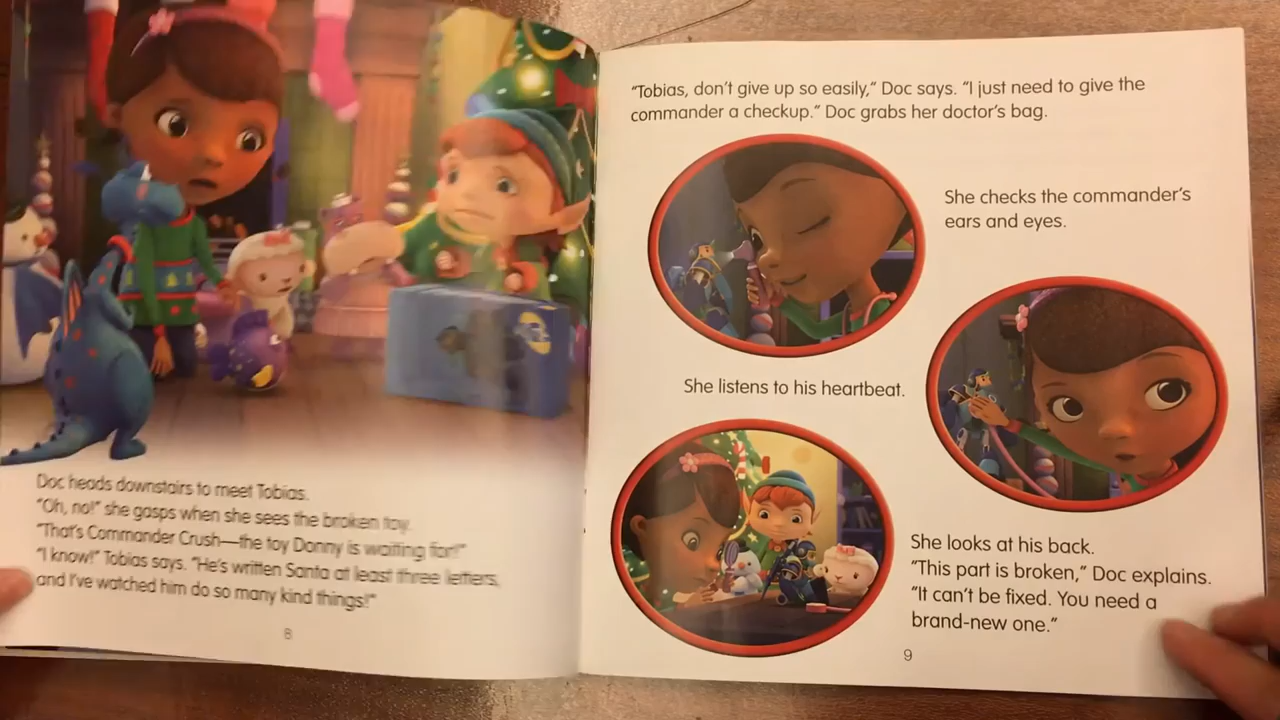 Doc heads downstairs to meet Tobias.
"Oh, no!" she gasps when she sees the broken toy.
"That's Commander Crush—the toy Donny is waiting for!"
"I know!" Tobias says. "He's written Santa at least three letters,
and I've watched him do so many kind things!"
8
"Tobias, don't give up so easily," Doc says. "I just need to give the
commander a checkup." Doc grabs her doctor's bag.
She checks the commander's
ears and eyes.
She listens to his heartbeat.
She looks at his back.
"This part is broken," Doc explains.
"It can't be fixed. You need a
brand-new one."
9